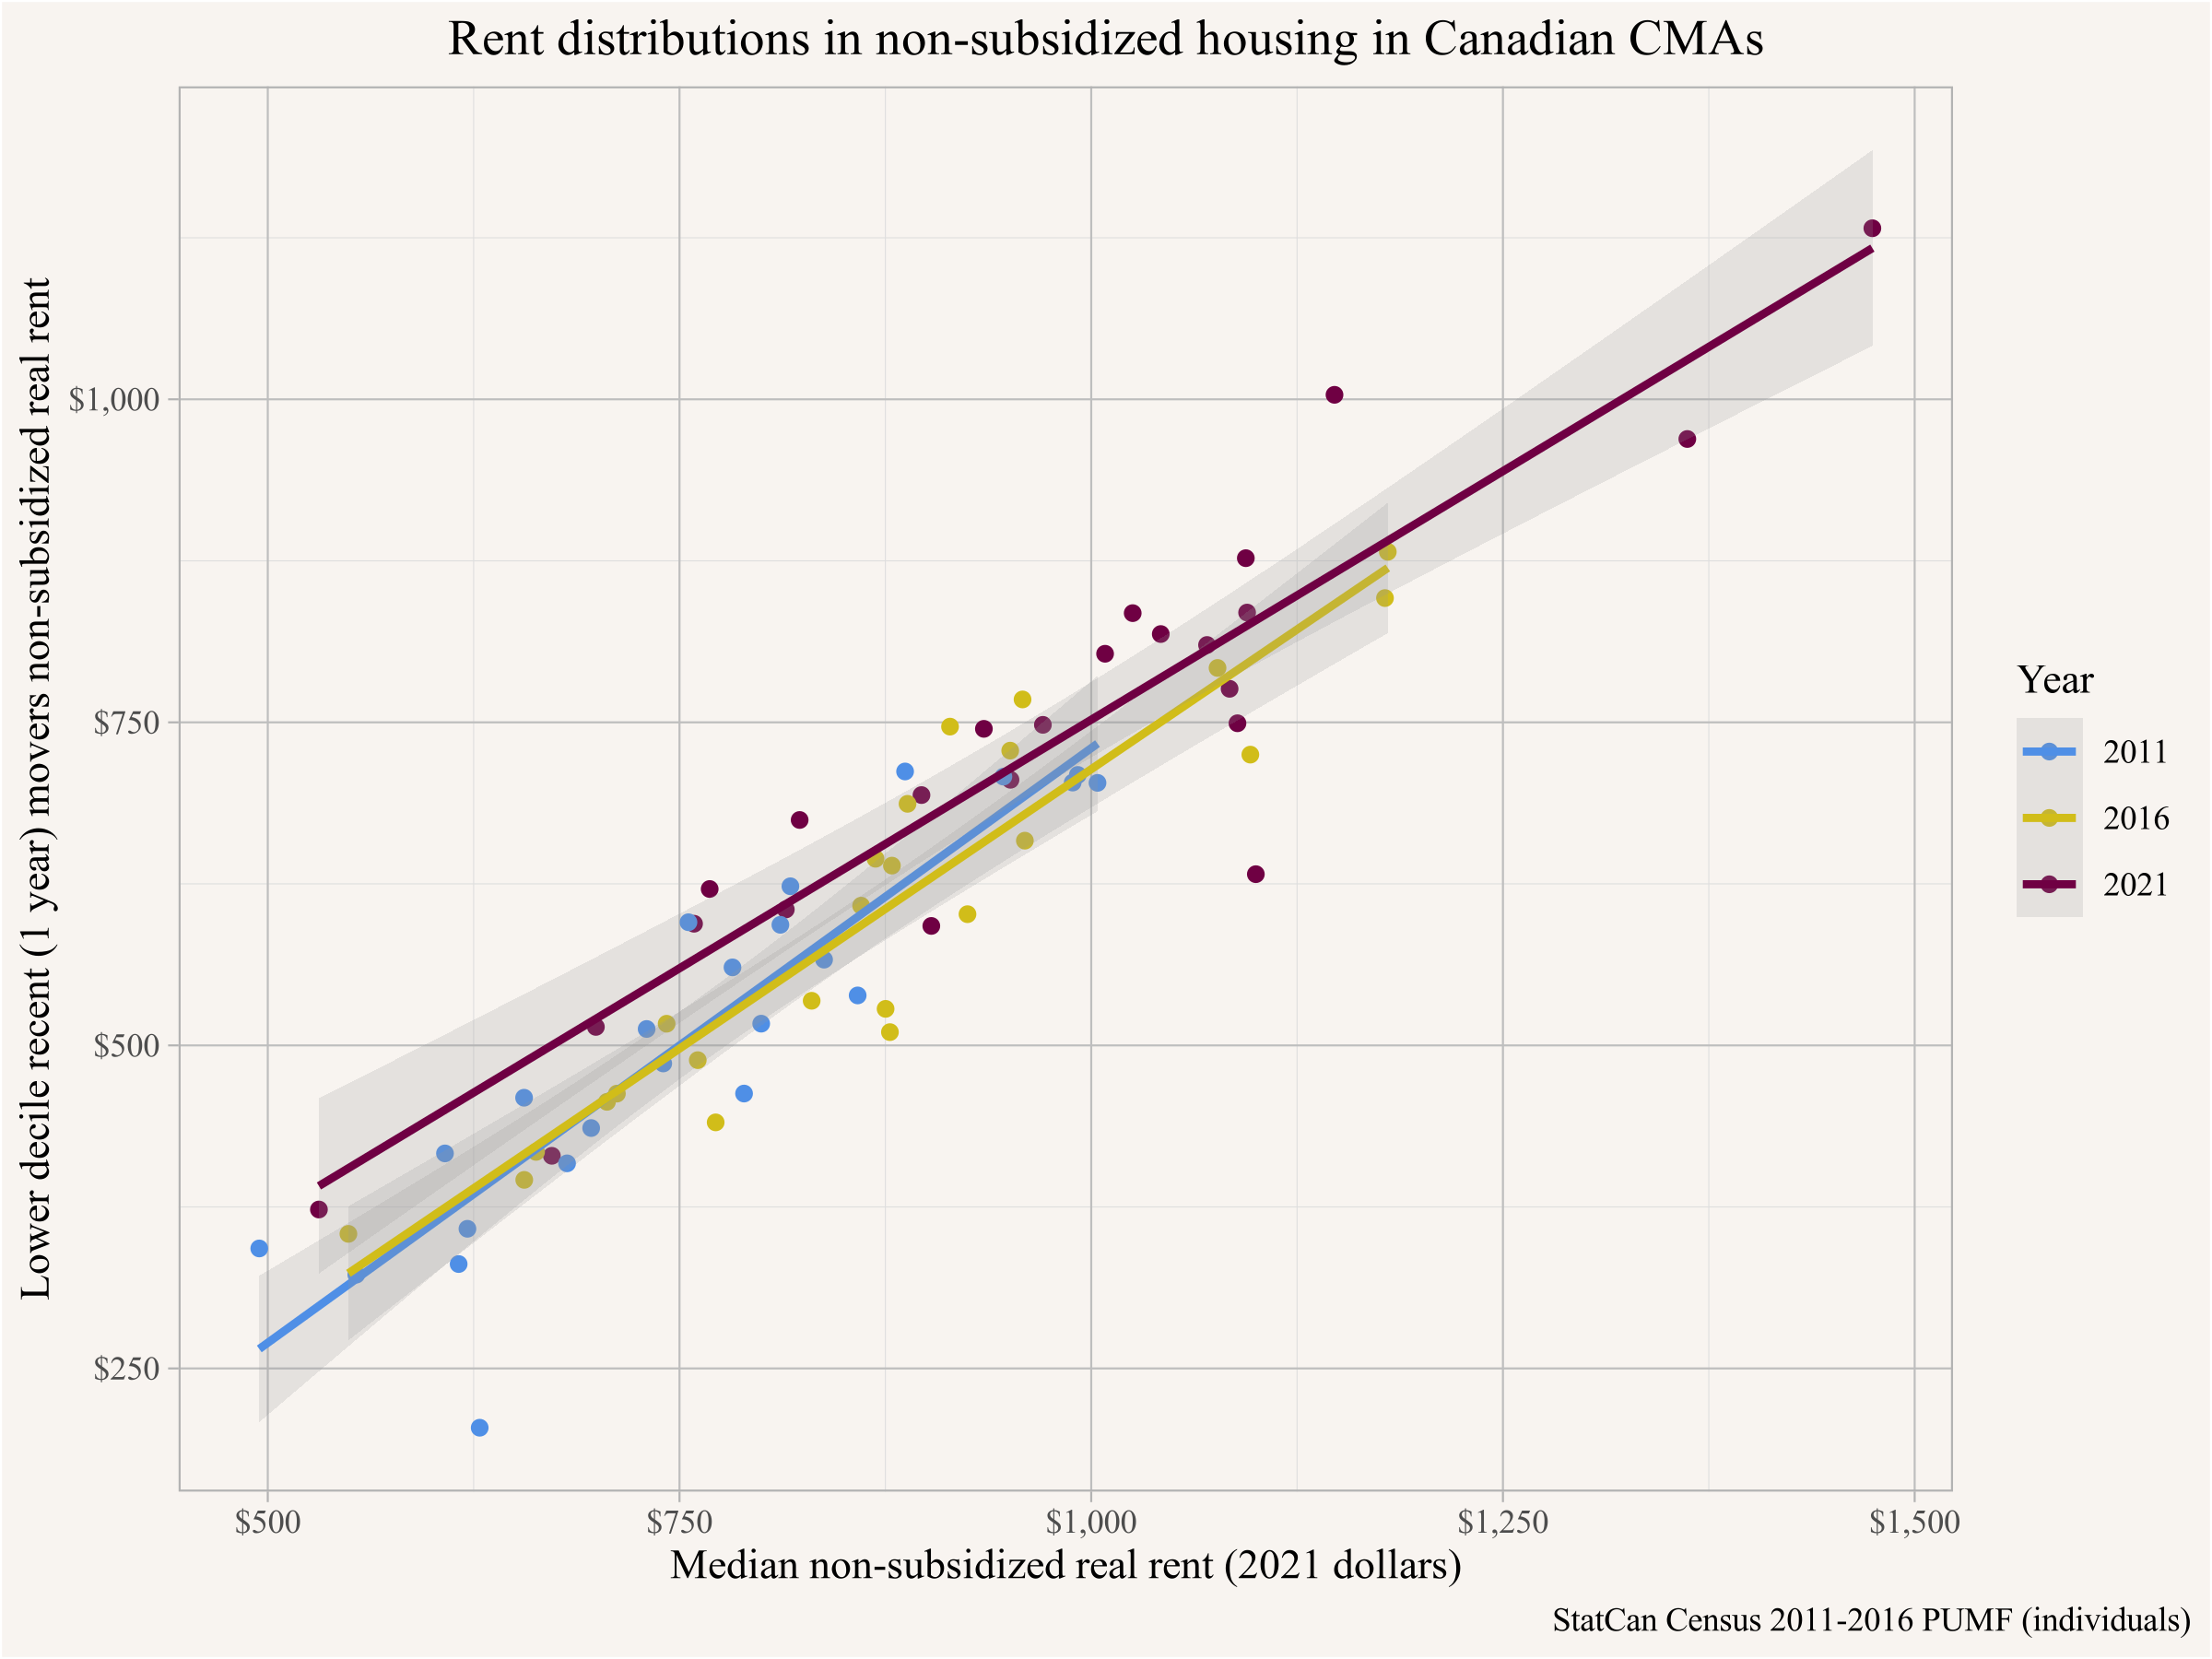 Rent distributions in non-subsidized housing in Canadian CMAs
Lower decile recent (1 year) movers non-subsidized real rent
$1,000
$750
$500
$250
$500
$750
$1,000
$1,250
$1,500
Median non-subsidized real rent (2021 dollars)
Year
2011
2016
2021
StatCan Census 2011-2016 PUMF (individuals)